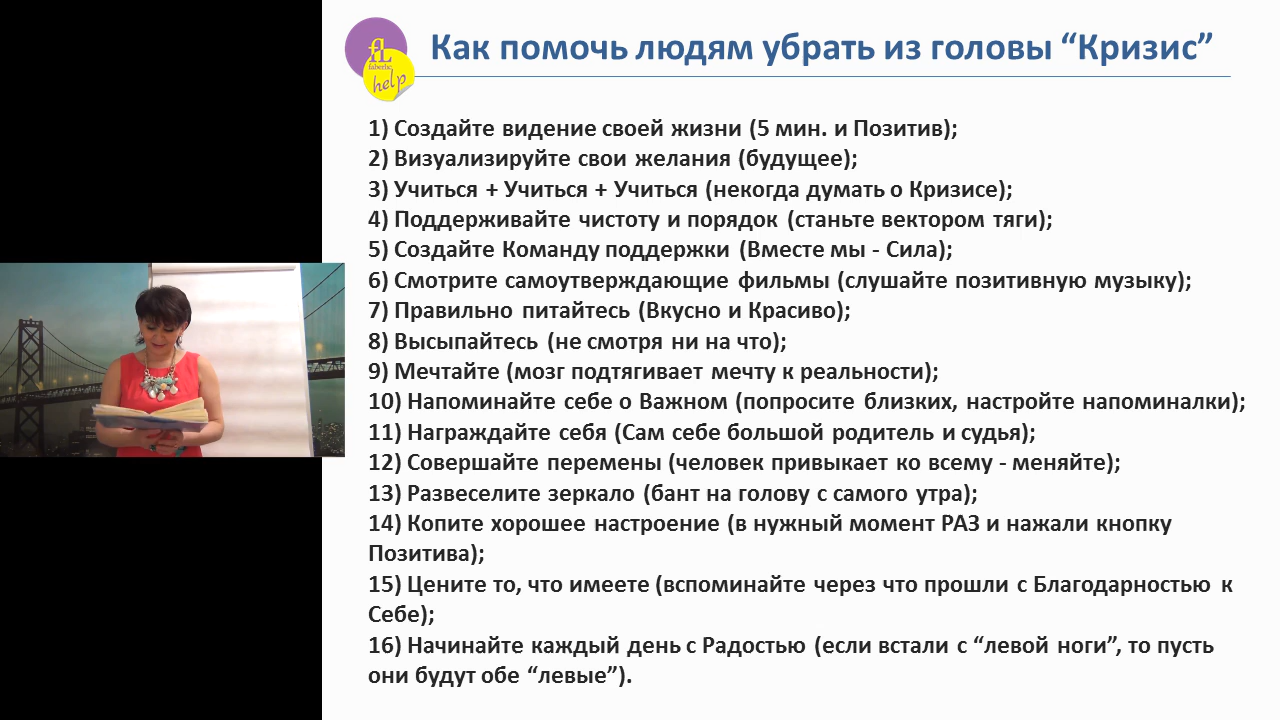 fL
faberlic
help
Как помочь людям убрать из головы “Кризис”
1) Создайте видение своей жизни (5 мин. и Позитив);
2) Визуализируйте свои желания (будущее);
3) Учиться + Учиться + Учиться (некогда думать о Кризисе);
4) Поддерживайте чистоту и порядок (станьте вектором тяги);
5) Создайте Команду поддержки (Вместе мы - Сила);
6) Смотрите самоутверждающие фильмы (слушайте позитивную музыку);
7) Правильно питайтесь (Вкусно и Красиво);
8) Высыпайтесь (не смотря ни на что);
9) Мечтайте (мозг подтягивает мечту к реальности);
10) Напоминайте себе о Важном (попросите близких, настройте напоминалки);
11) Награждайте себя (Сам себе большой родитель и судья);
12) Совершайте перемены (человек привыкает ко всему - меняйте);
13) Развеселите зеркало (бант на голову с самого утра);
14) Копите хорошее настроение (в нужный момент РАЗ и нажали кнопку
Позитива);
15) Цените то, что имеете (вспоминайте через что прошли с Благодарностью к
Себе);
16) Начинайте каждый день с Радостью (если встали с “левой ноги”, то пусть
они будут обе “левые”).